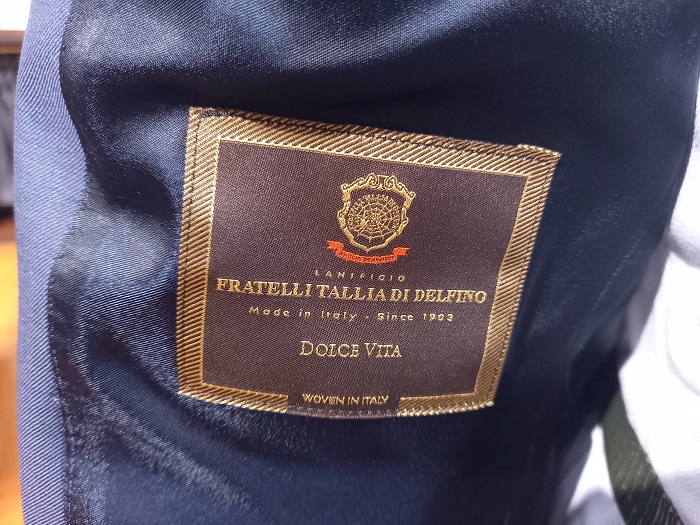 LANIFICIO
FRATELLI TALLIA DI DELFINO
Made in Italy - Since 1903
DOLCE VITA
WOVEN IN ITALY